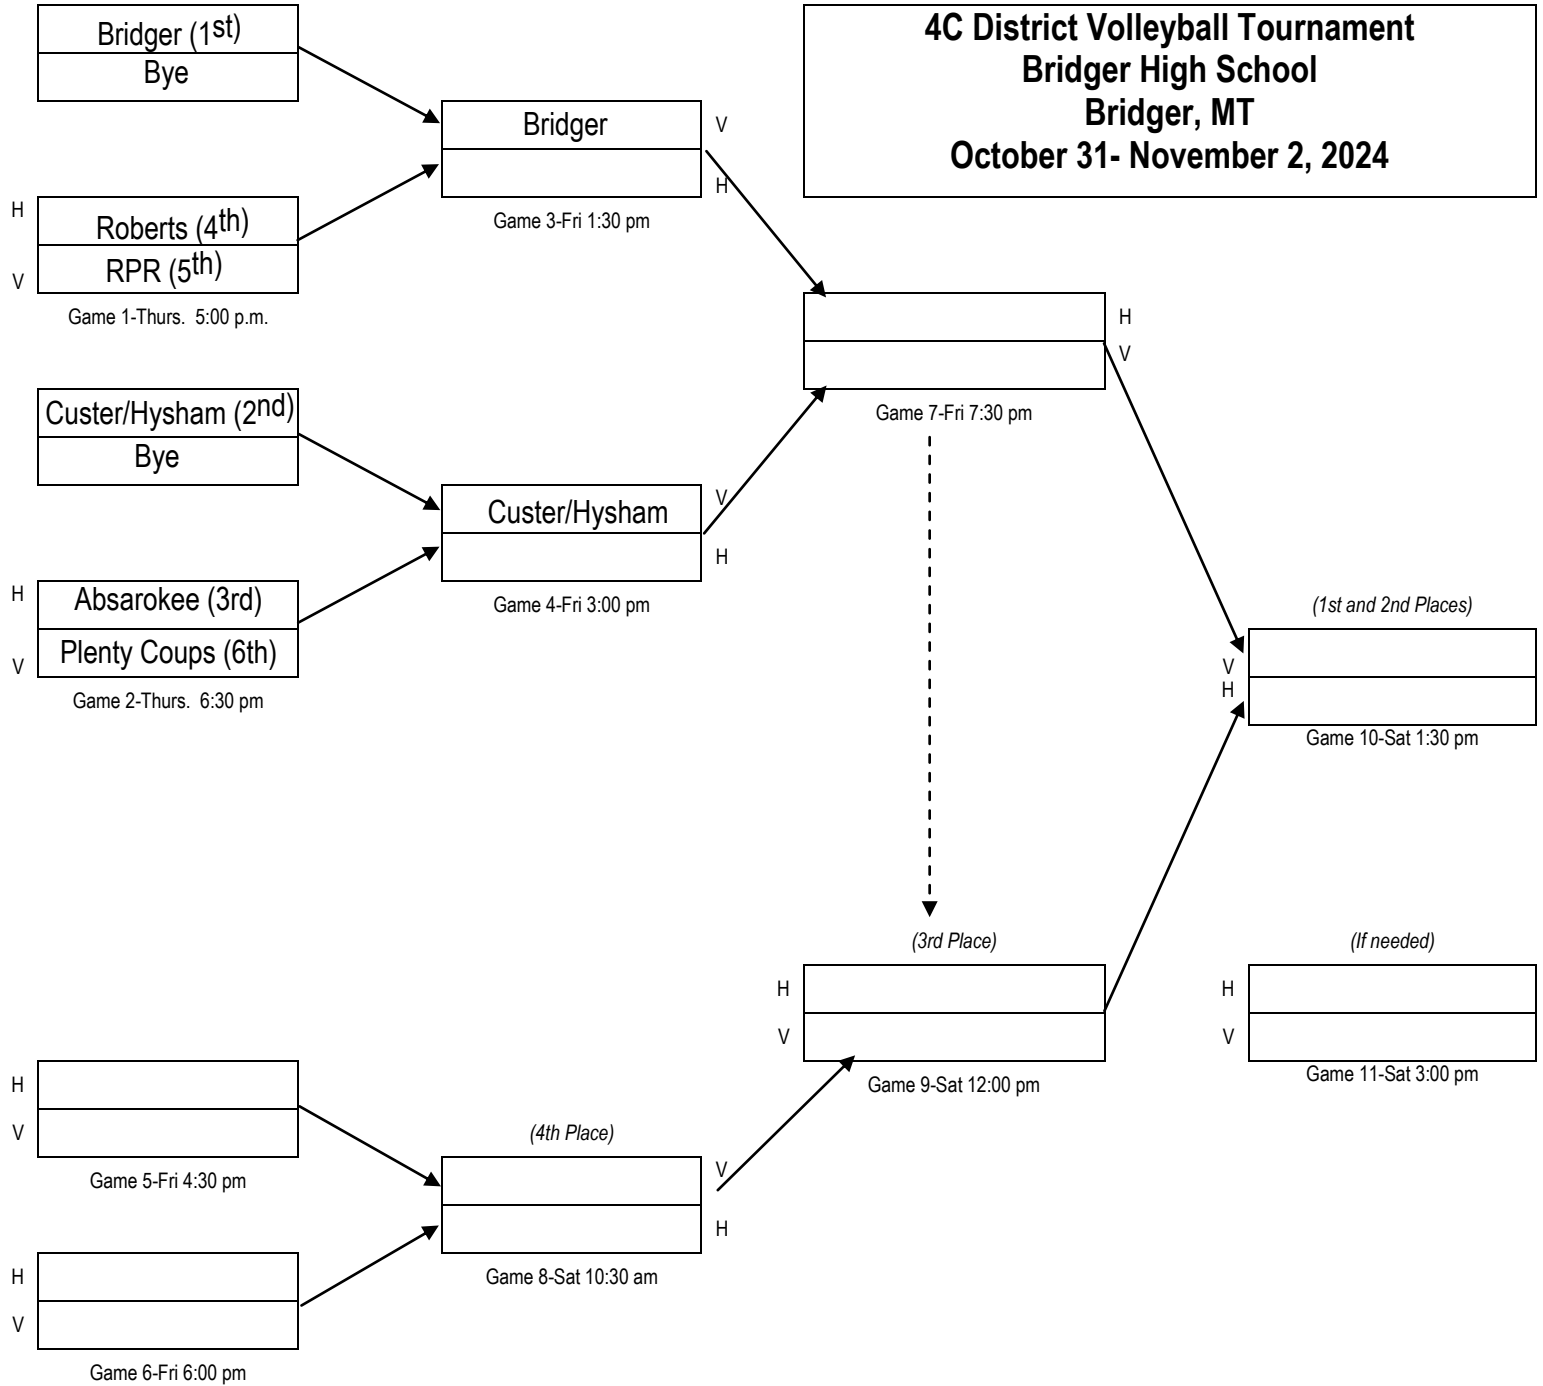 4C District Volleyball Tournament
Bridger High School
Bridger, MT
October 31- November 2, 2024
Bridger (1st)
Bye
H
Roberts (4th)
V
RPR (5th)
Game 1-Thurs.  5:00 p.m.
Custer/Hysham (2nd)
Bye
H
Absarokee (3rd)
V
Plenty Coups (6th)
Game 2-Thurs.  6:30 pm
Bridger
V
H
Game 3-Fri 1:30 pm
Custer/Hysham
V
H
Game 4-Fri 3:00 pm
H
V
Game 7-Fri 7:30 pm
(1st and 2nd Places)
V
H
Game 10-Sat 1:30 pm
(3rd Place)
H
V
Game 9-Sat 12:00 pm
(If needed)
H
V
Game 11-Sat 3:00 pm
H
V
Game 5-Fri 4:30 pm
(4th Place)
V
H
Game 8-Sat 10:30 am
H
V
Game 6-Fri 6:00 pm